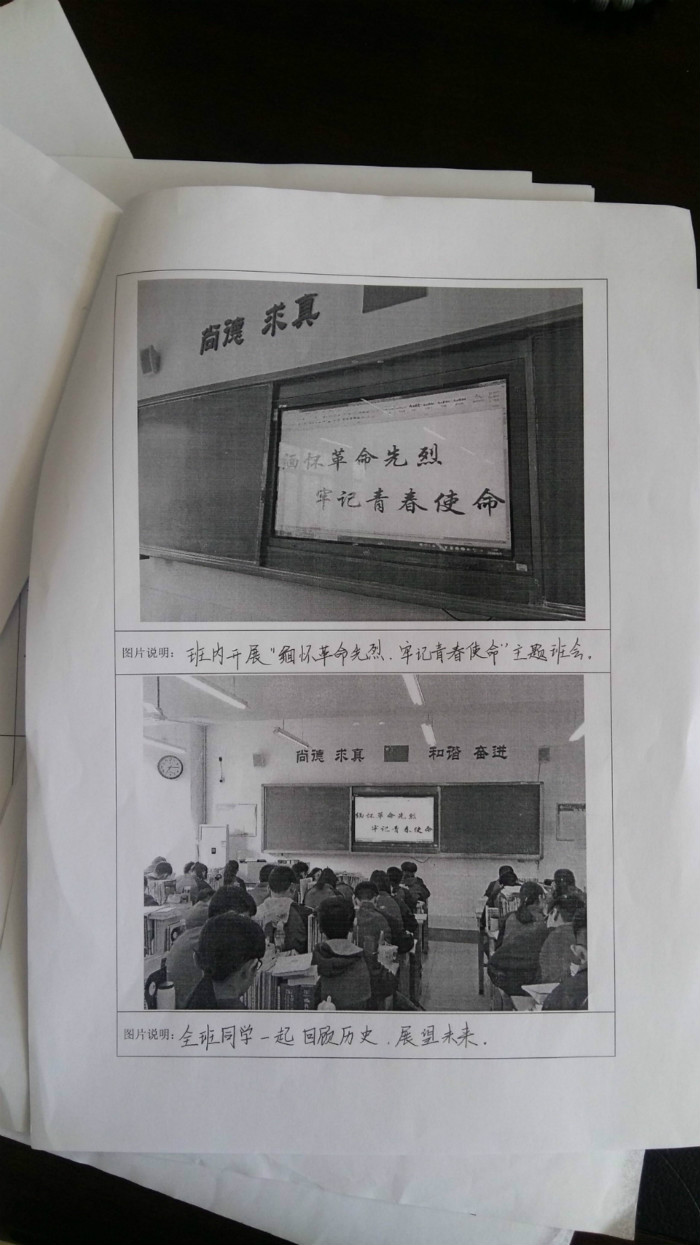 尚德 求真
缅怀革命先烈
牢记青春使命
图片说明：班内开展“缅怀革命先烈、牢记青春使命”主题班会。
尚德 求真 和谐 奋进
缅怀革命先烈
牢记青春使命
图片说明：全班同学一起回顾历史、展望未来.